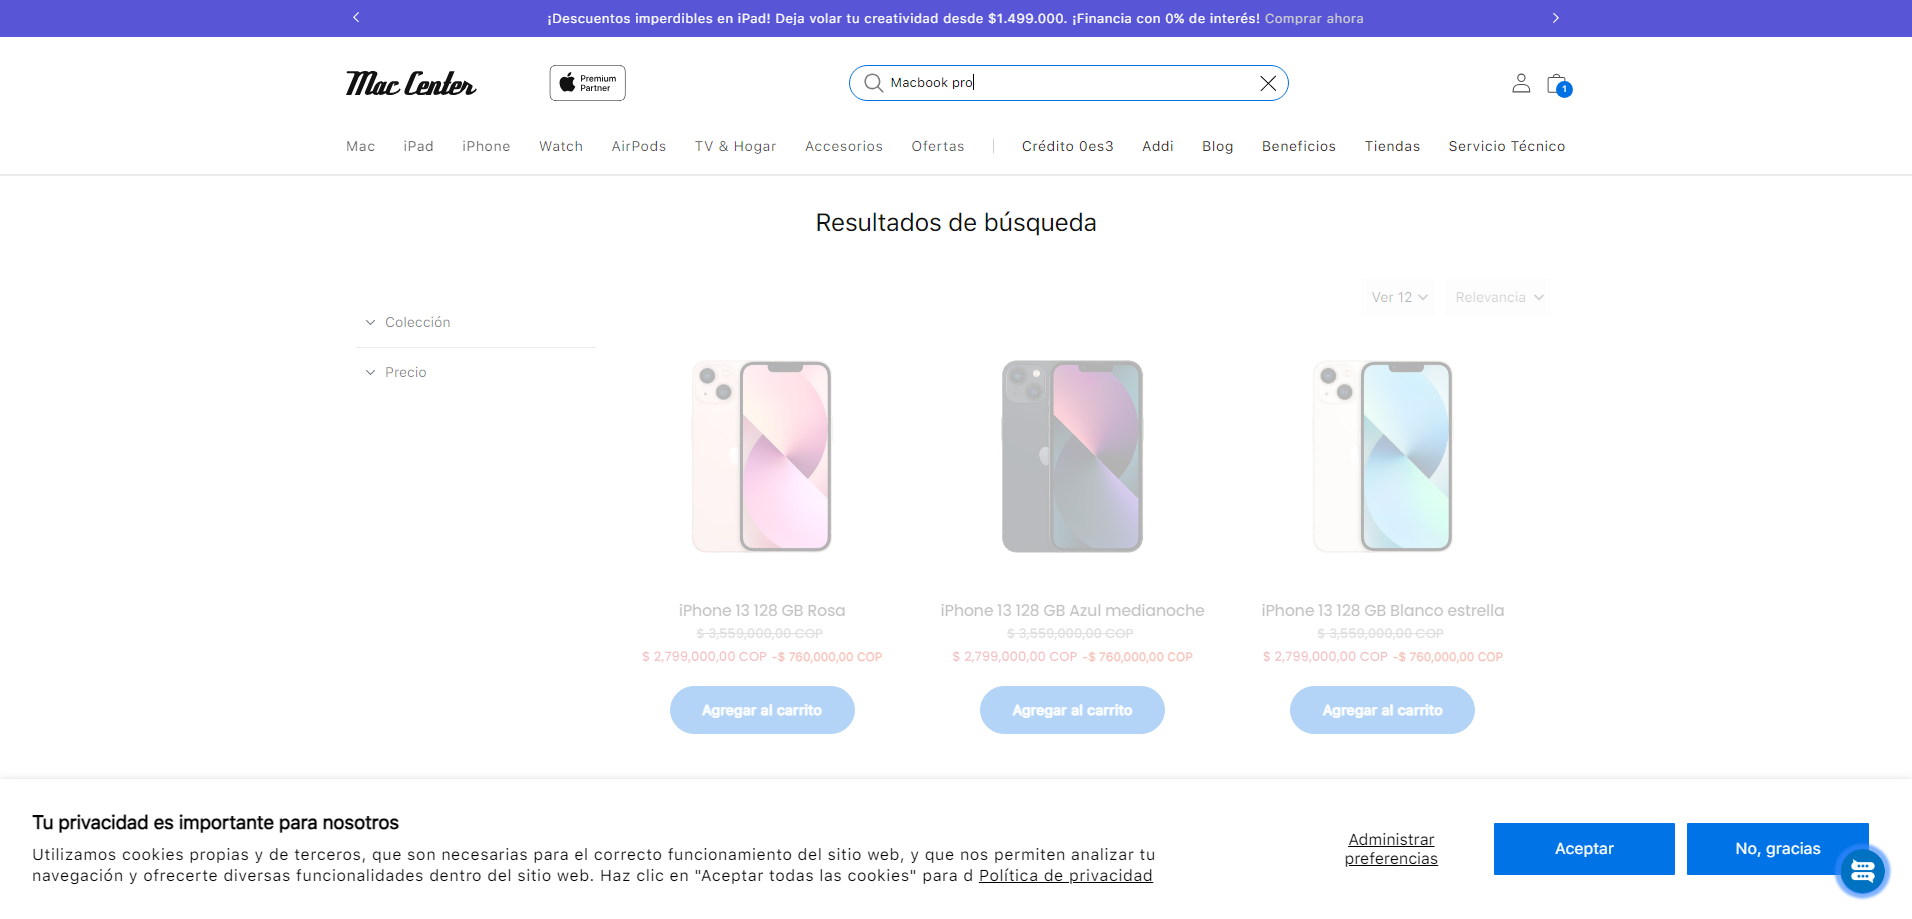 ¡Descuentos imperdibles en iPad! Deja volar tu creatividad desde $1.499.000. ¡Financia con 0% de interés! Comprar ahora
Mac Center
Premium
Partner
Macbook pro
1
Mac iPad iPhone Watch AirPods TV & Hogar Accesorios Ofertas Crédito 0es3 Addi Blog Beneficios Tiendas Servicio Técnico
Resultados de búsqueda
Ver 12 Relevancia
Colección
Precio
iPhone 13 128 GB Rosa
$ 3,559,000,00 COP
$ 2,799,000,00 COP -$ 760,000,00 COP
Agregar al carrito
iPhone 13 128 GB Azul medianoche
$ 3,559,000,00 COP
$ 2,799,000,00 COP -$ 760,000,00 COP
Agregar al carrito
iPhone 13 128 GB Blanco estrella
$ 3,559,000,00 COP
$ 2,799,000,00 COP -$ 760,000,00 COP
Agregar al carrito
Tu privacidad es importante para nosotros
Utilizamos cookies propias y de terceros, que son necesarias para el correcto funcionamiento del sitio web, y que nos permiten analizar tu
navegación y ofrecerte diversas funcionalidades dentro del sitio web. Haz clic en "Aceptar todas las cookies" para d Política de privacidad
Administrar
preferencias
Aceptar
No, gracias